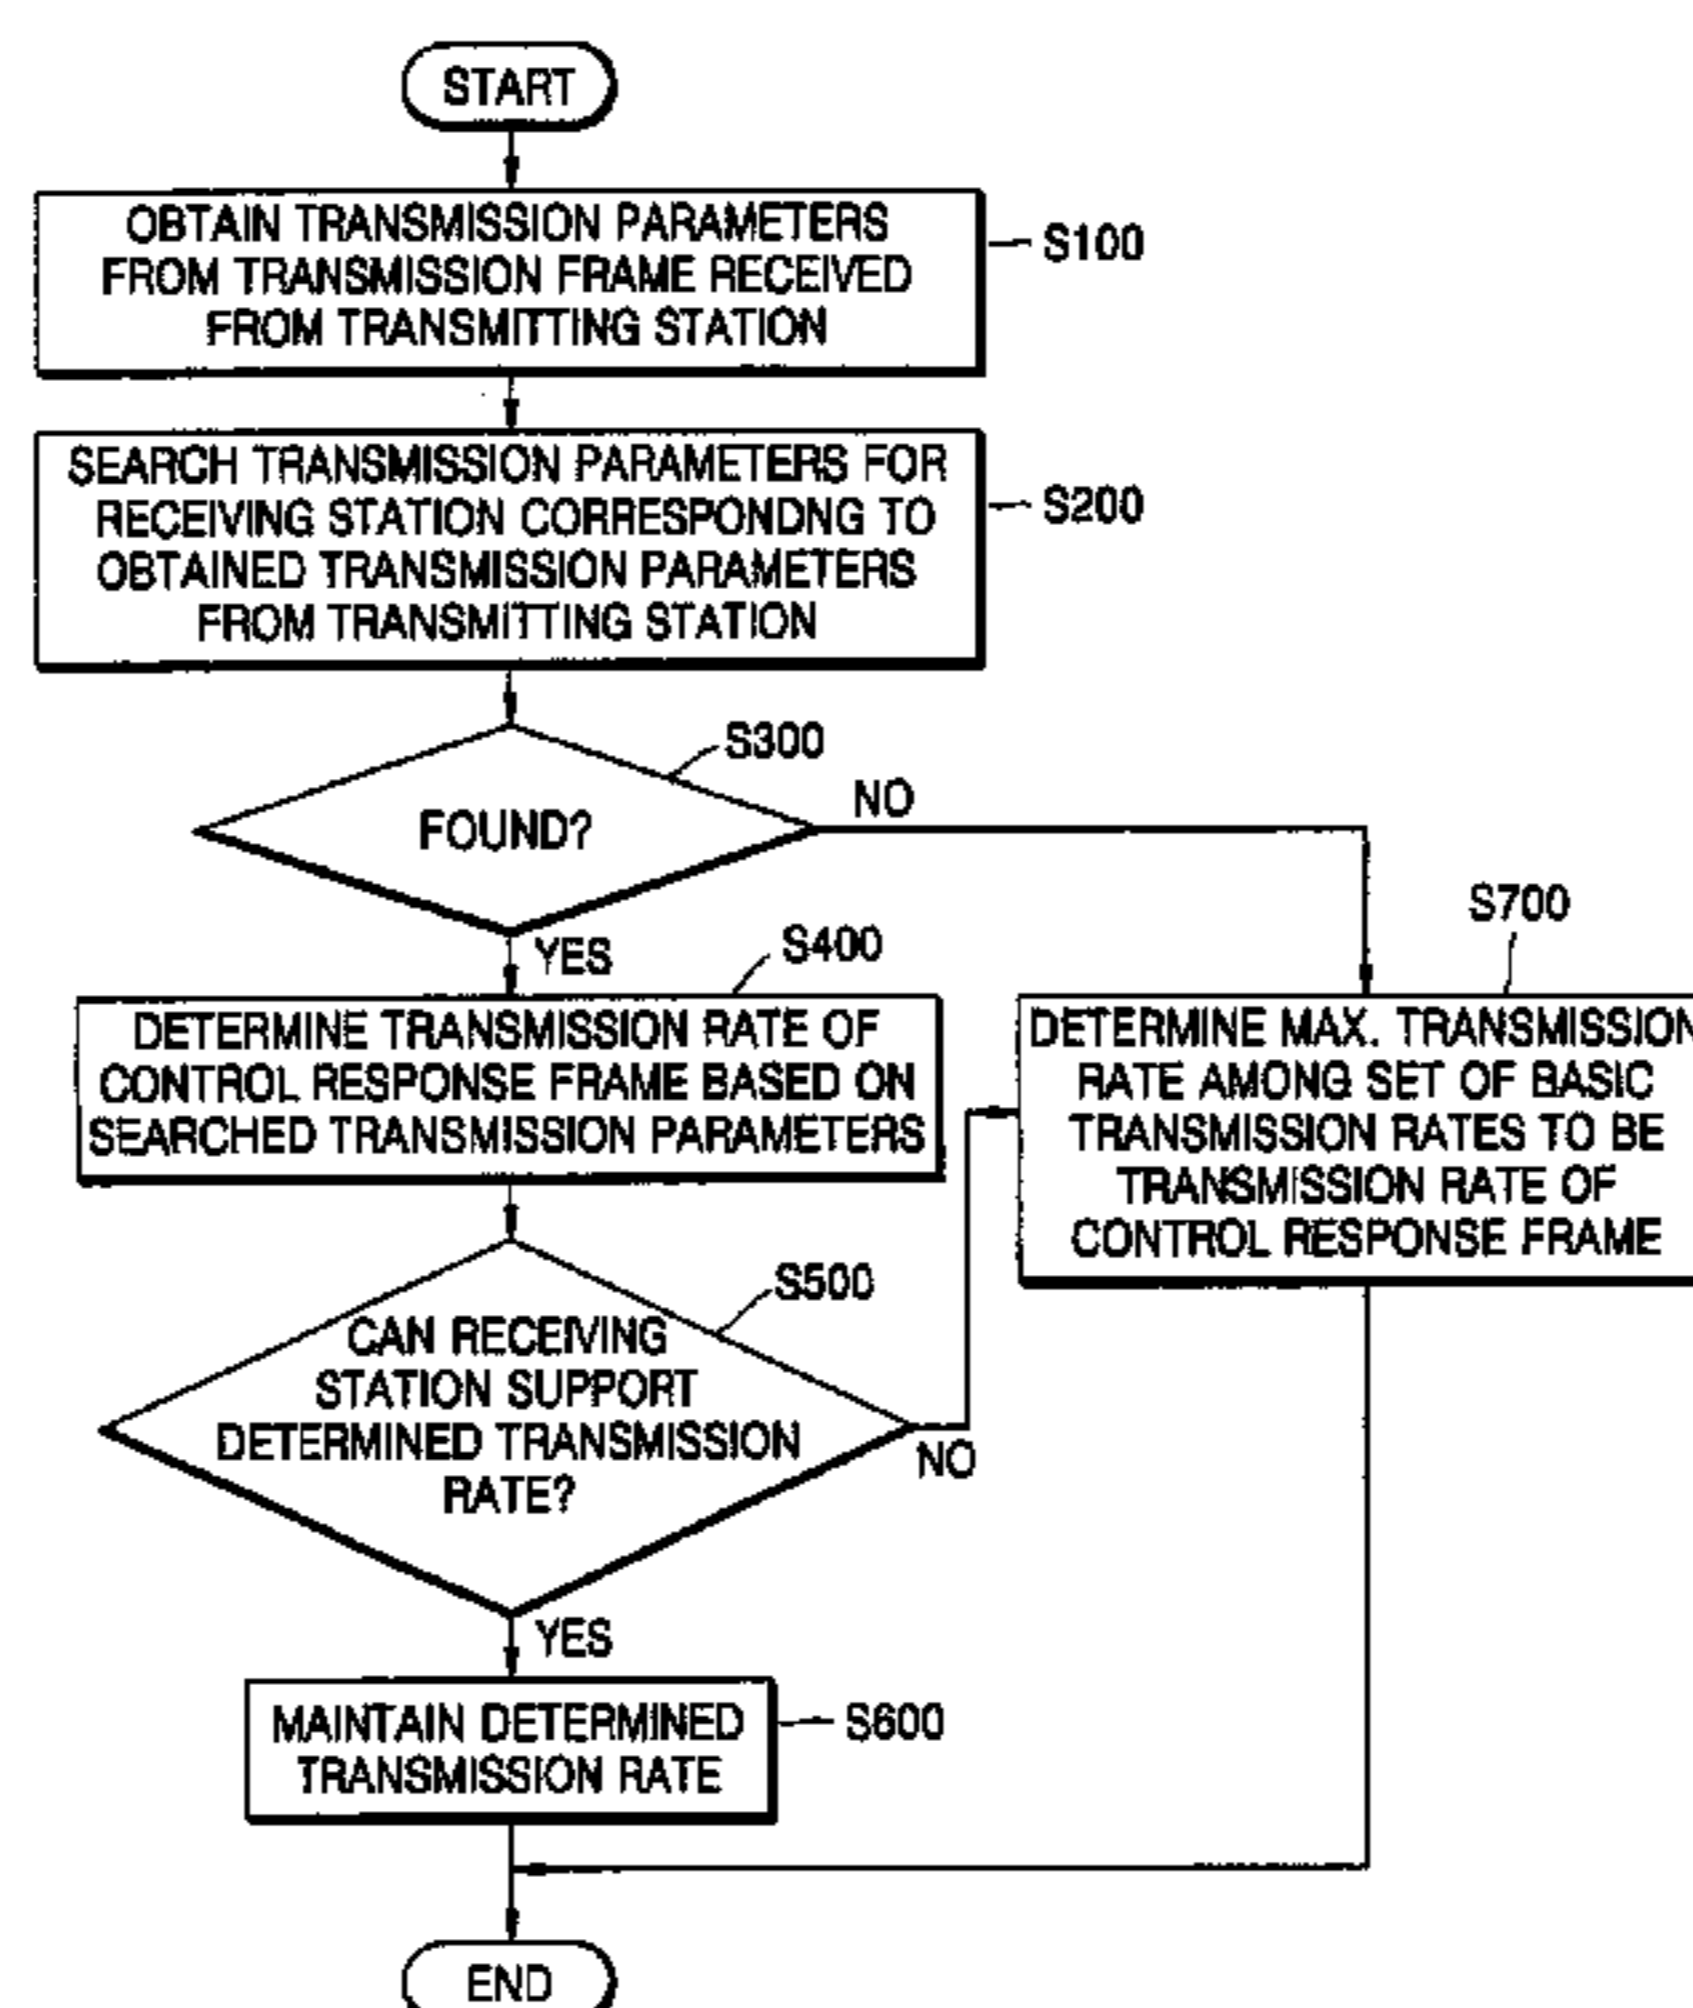 START
OBTAIN TRANSMISSION PARAMETERS
FROM TRANSMISSION FRAME RECEIVED
FROM TRANSMITTING STATION
S100
SEARCH TRANSMISSION PARAMETERS FOR
RECEIVING STATION CORRESPONDNG TO
OBTAINED TRANSMISSION PARAMETERS
FROM TRANSMITTING STATION
S200
S300
FOUND?
NO
YES
S400
DETERMINE TRANSMISSION RATE OF
CONTROL RESPONSE FRAME BASED ON
SEARCHED TRANSMISSION PARAMETERS
S700
DETERMINE MAX. TRANSMISSION
RATE AMONG SET OF BASIC
TRANSMISSION RATES TO BE
TRANSMISSION RATE OF
CONTROL RESPONSE FRAME
S500
CAN RECEIVING
STATION SUPPORT
DETERMINED TRANSMISSION
RATE?
NO
YES
MAINTAIN DETERMINED
TRANSMISSION RATE
S600
END